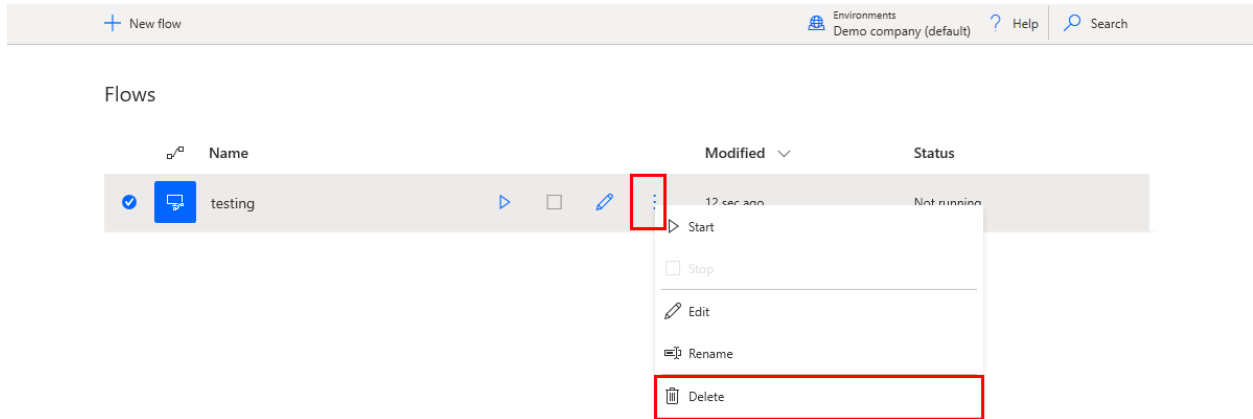 New flow
Environments
Demo company (default)
? Help
Search
Flows
Name Modified Status
testing 12 sec ago Not running
Start
Stop
Edit
Rename
Delete